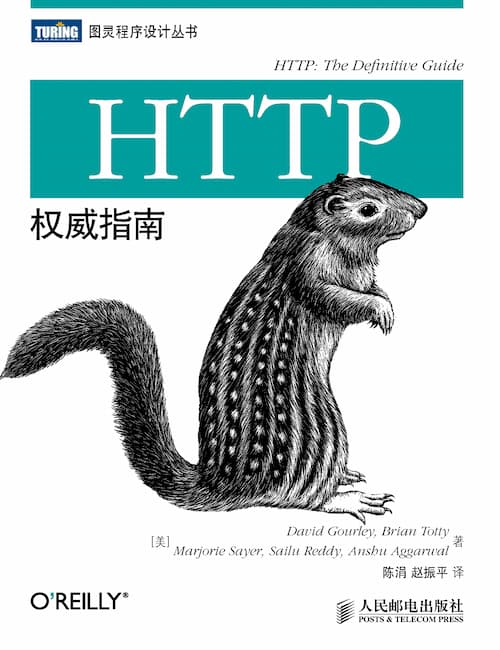 TURING 图灵程序设计丛书
HTTP: The Definitive Guide
HTTP
权威指南
David Gourley, Brian Totty
[美] 著
Marjorie Sayer, Sailu Reddy, Anshu Aggarwal
陈涓 赵振平 译
O'REILLY®
人民邮电出版社
POSTS & TELECOM PRESS